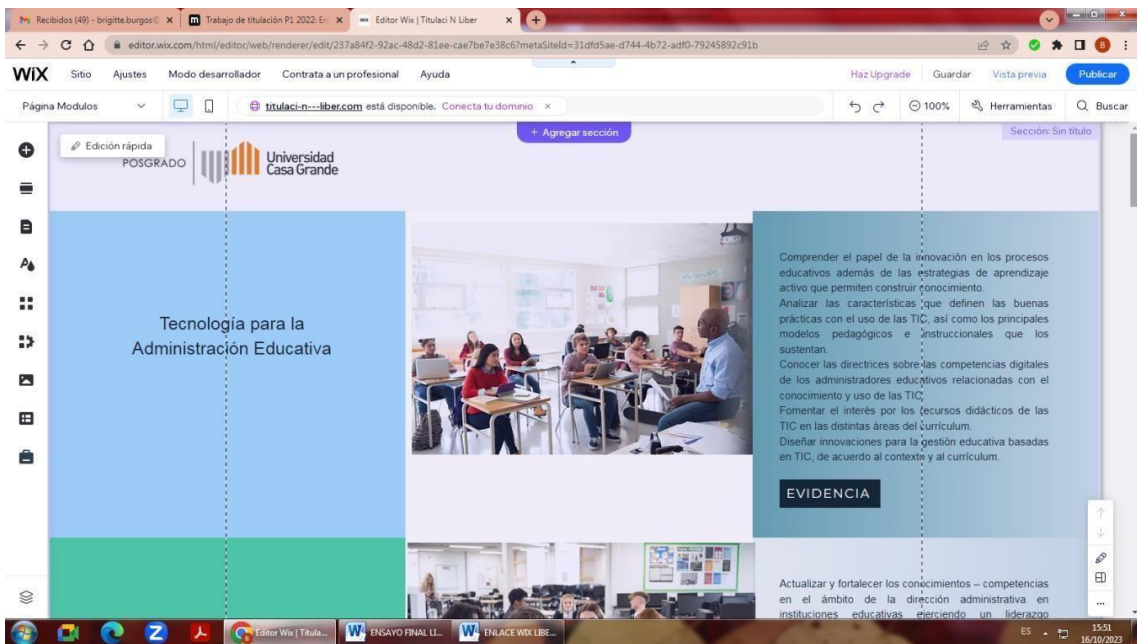 Recibidos (49) - brigitte.burgos@
Trabajo de titulación P1 2022: En
Editor Wix | Titulaci N Liber
editor.wix.com/html/editor/web/renderer/edit/237a84f2-92ac-48d2-81ee-cae7be7e38c6?metaSiteId=31dfd5ae-d744-4b72-adf0-79245892c91b
WiX Sitio Ajustes Modo desarrollador Contrata a un profesional Ayuda Haz Upgrade Guardar Vista previa Publicar
Página Modulos titulaci-n---liber.com está disponible. Conecta tu dominio × 100% Herramientas Buscar
+ Agregar sección
Sección: Sin título
Edición rápida
POSGRADO
Universidad
Casa Grande
Tecnología para la
Administración Educativa
Comprender el papel de la innovación en los procesos
educativos además de las estrategias de aprendizaje
activo que permiten construir conocimiento.
Analizar las características que definen las buenas
prácticas con el uso de las TIC, así como los principales
modelos pedagógicos e instruccionales que los
sustentan.
Conocer las directrices sobre las competencias digitales
de los administradores educativos relacionadas con el
conocimiento y uso de las TIC.
Fomentar el interés por los recursos didácticos de las
TIC en las distintas áreas del currículum.
Diseñar innovaciones para la gestión educativa basadas
en TIC, de acuerdo al contexto y al currículum.
EVIDENCIA
Actualizar y fortalecer los conocimientos – competencias
en el ámbito de la dirección administrativa en
instituciones educativas ejerciendo un liderazgo
Editor Wix | Titula...
ENSAYO FINAL LI...
ENLACE WIX LIBE...
ES
15:51
16/10/2023